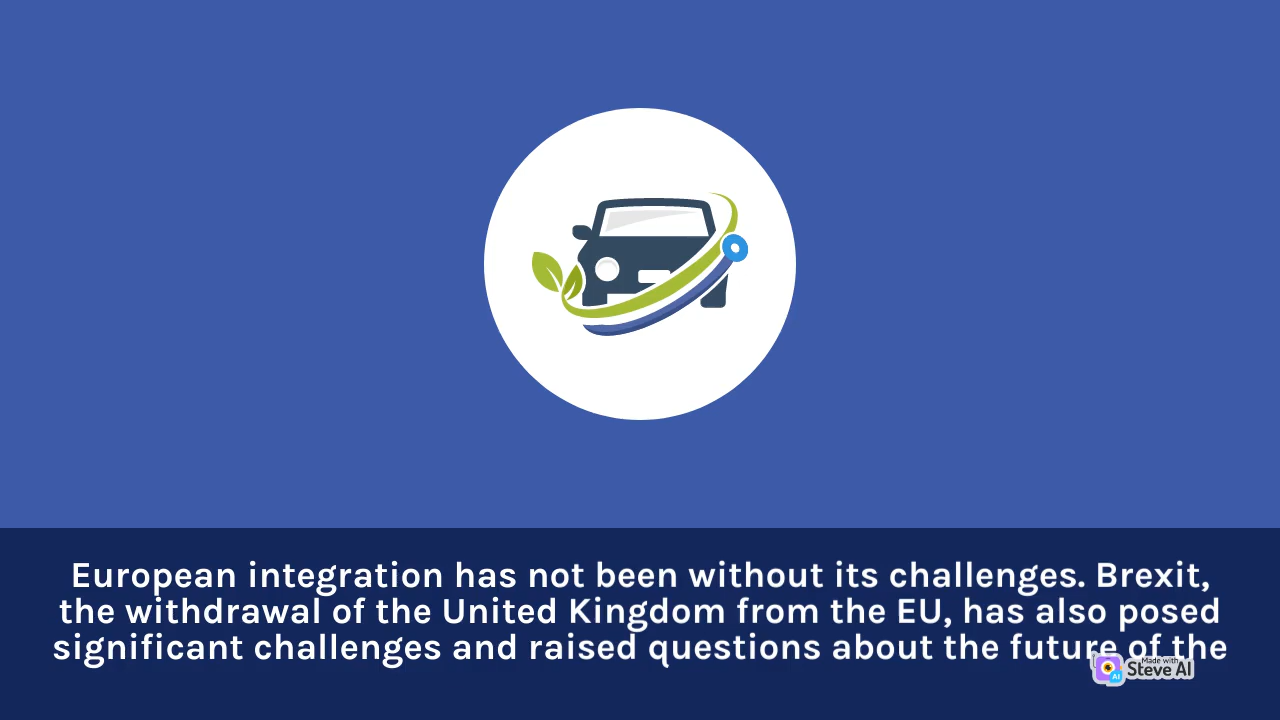 European integration has not been without its challenges. Brexit,
the withdrawal of the United Kingdom from the EU, has also posed
significant challenges and raised questions about the future of the
Made with
Steve AI
AI